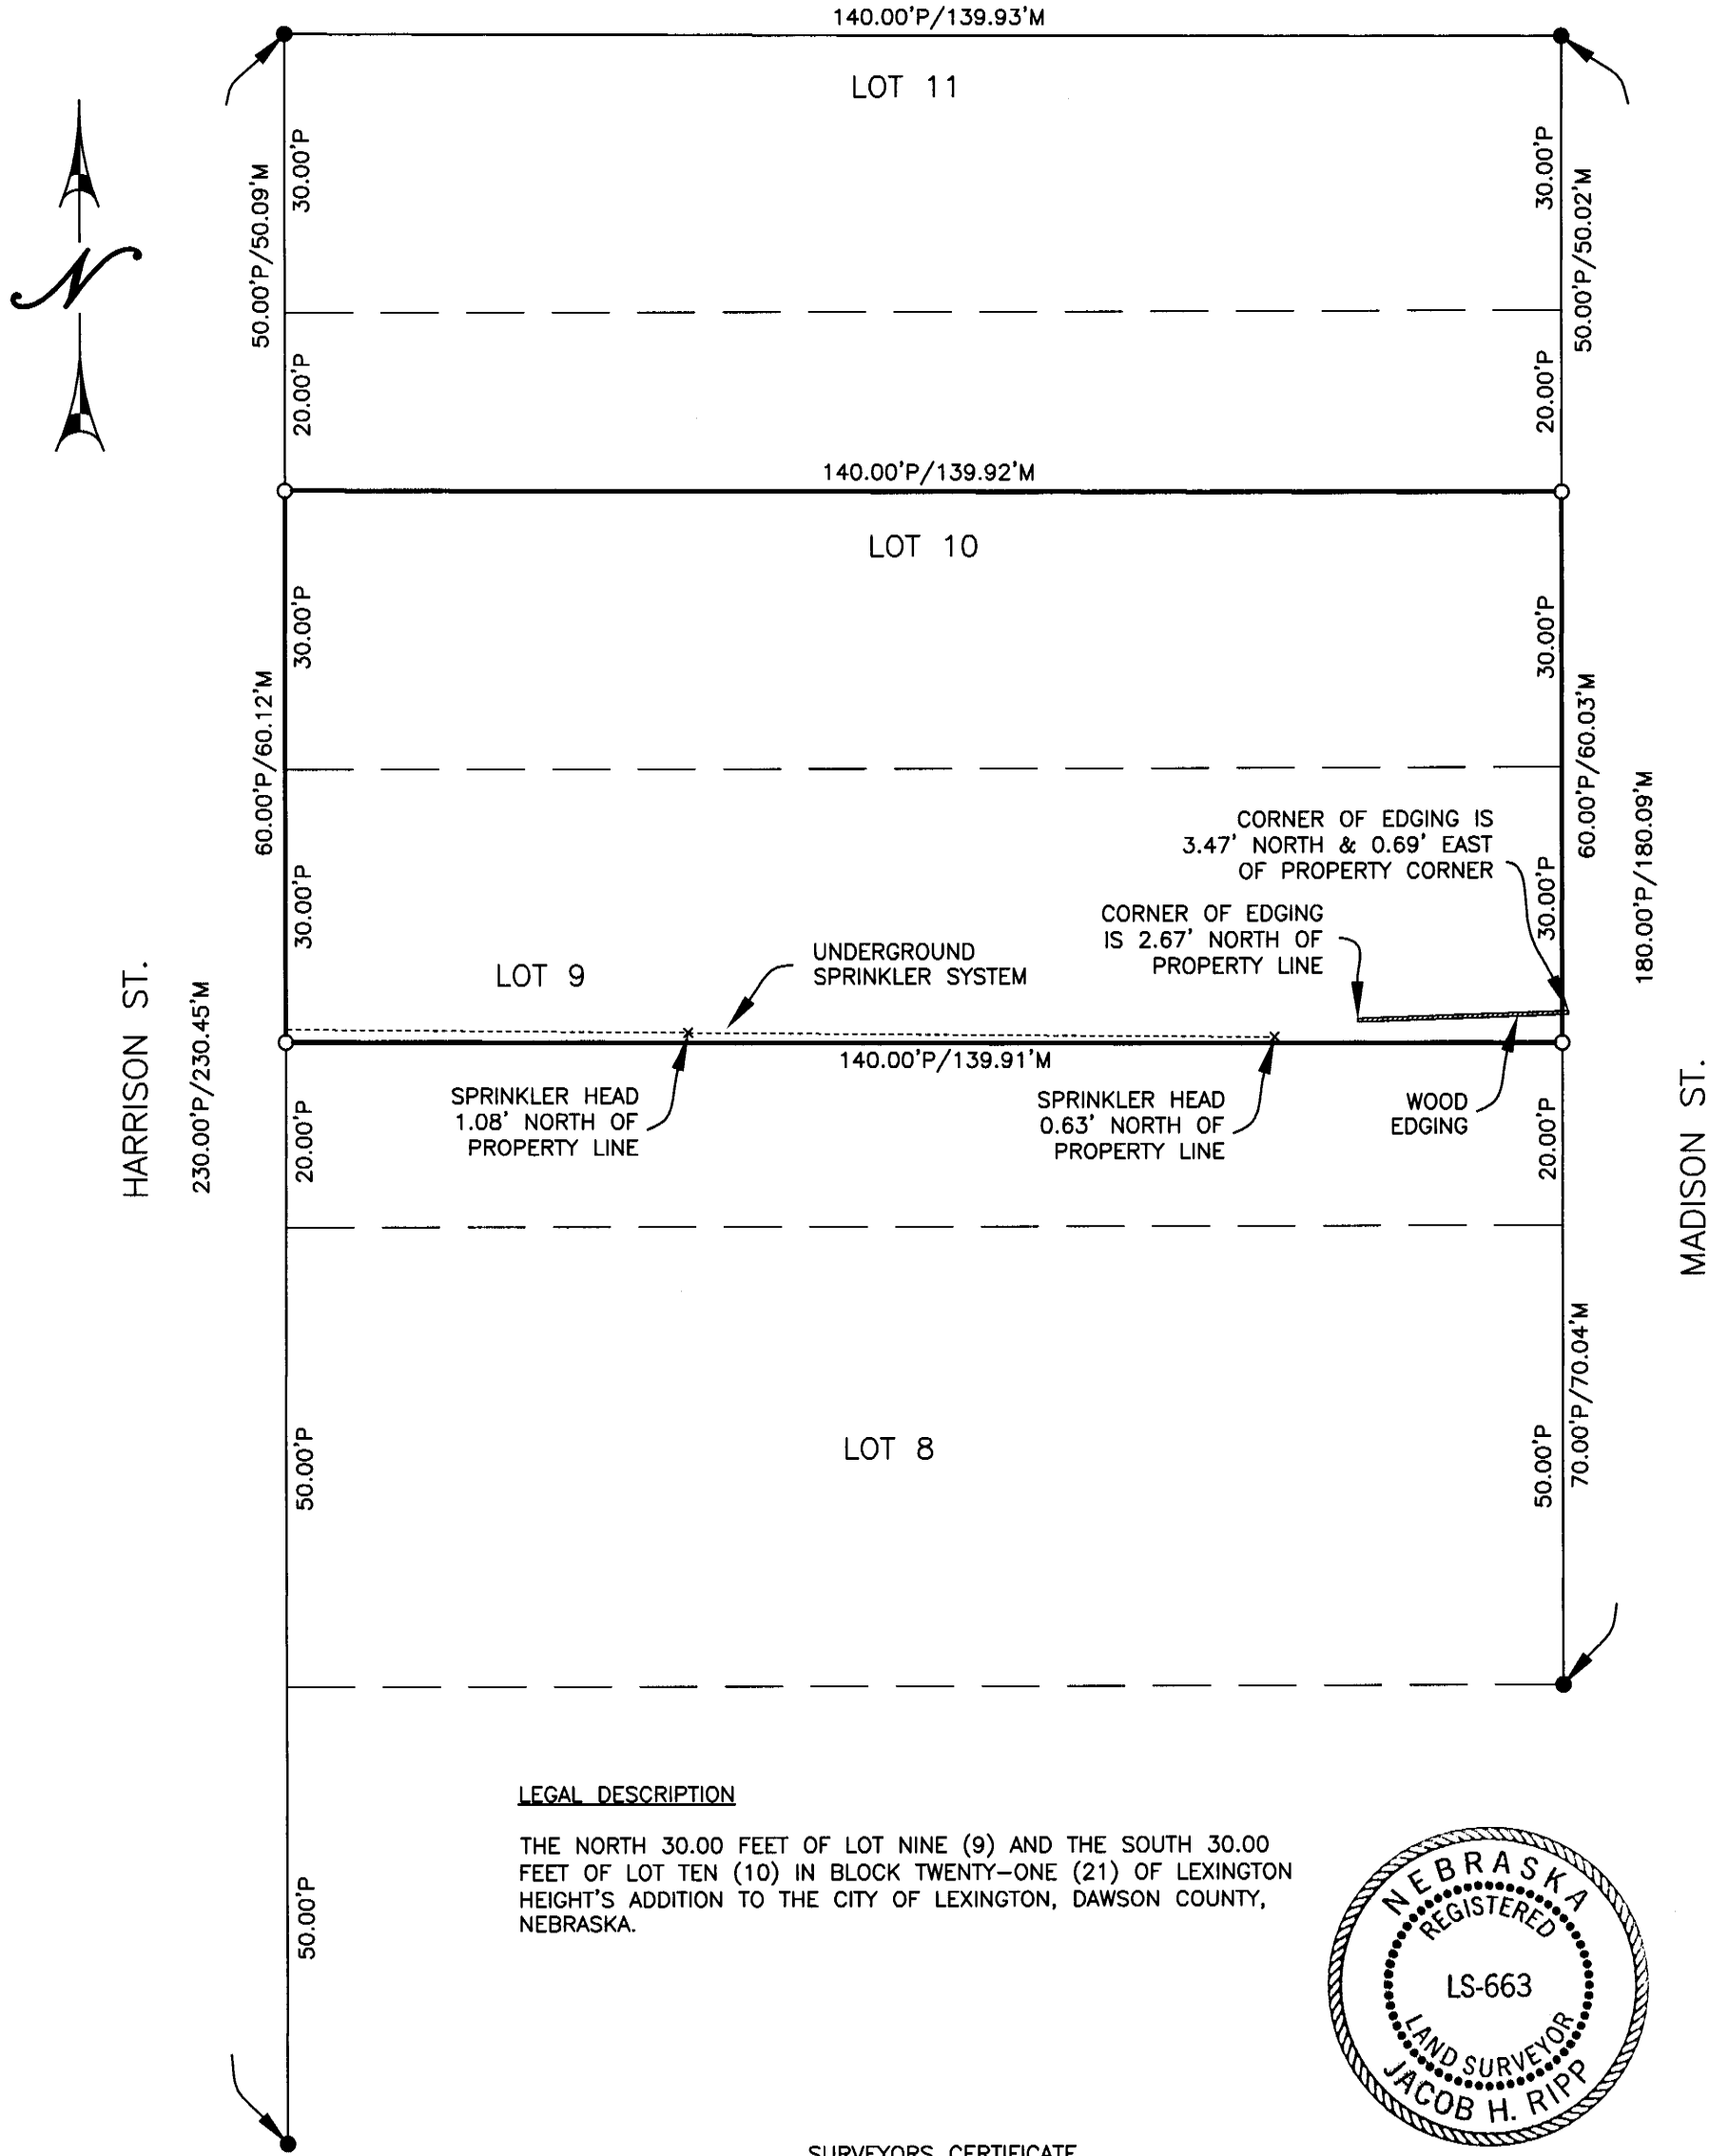 140.00'P/139.93'M
LOT 11
50.00'P/50.09'M
30.00'P
30.00'P
50.00'P/50.02'M
N
20.00'P
20.00'P
140.00'P/139.92'M
LOT 10
30.00'P
30.00'P
60.00'P/60.12'M
60.00'P/60.03'M
180.00'P/180.09'M
CORNER OF EDGING IS
3.47' NORTH & 0.69' EAST
OF PROPERTY CORNER
30.00'P
30.00'P
CORNER OF EDGING
IS 2.67' NORTH OF
PROPERTY LINE
UNDERGROUND
SPRINKLER SYSTEM
LOT 9
HARRISON ST.
230.00'P/230.45'M
140.00'P/139.91'M
SPRINKLER HEAD
1.08' NORTH OF
PROPERTY LINE
SPRINKLER HEAD
0.63' NORTH OF
PROPERTY LINE
WOOD
EDGING
20.00'P
20.00'P
MADISON ST.
50.00'P
LOT 8
50.00'P
70.00'P/70.04'M
LEGAL DESCRIPTION
THE NORTH 30.00 FEET OF LOT NINE (9) AND THE SOUTH 30.00
FEET OF LOT TEN (10) IN BLOCK TWENTY-ONE (21) OF LEXINGTON
HEIGHT'S ADDITION TO THE CITY OF LEXINGTON, DAWSON COUNTY,
NEBRASKA.
50.00'P
NEBRASKA
REGISTERED
LS-663
LAND SURVEYOR
JACOB H. RIPP
SURVEYORS CERTIFICATE